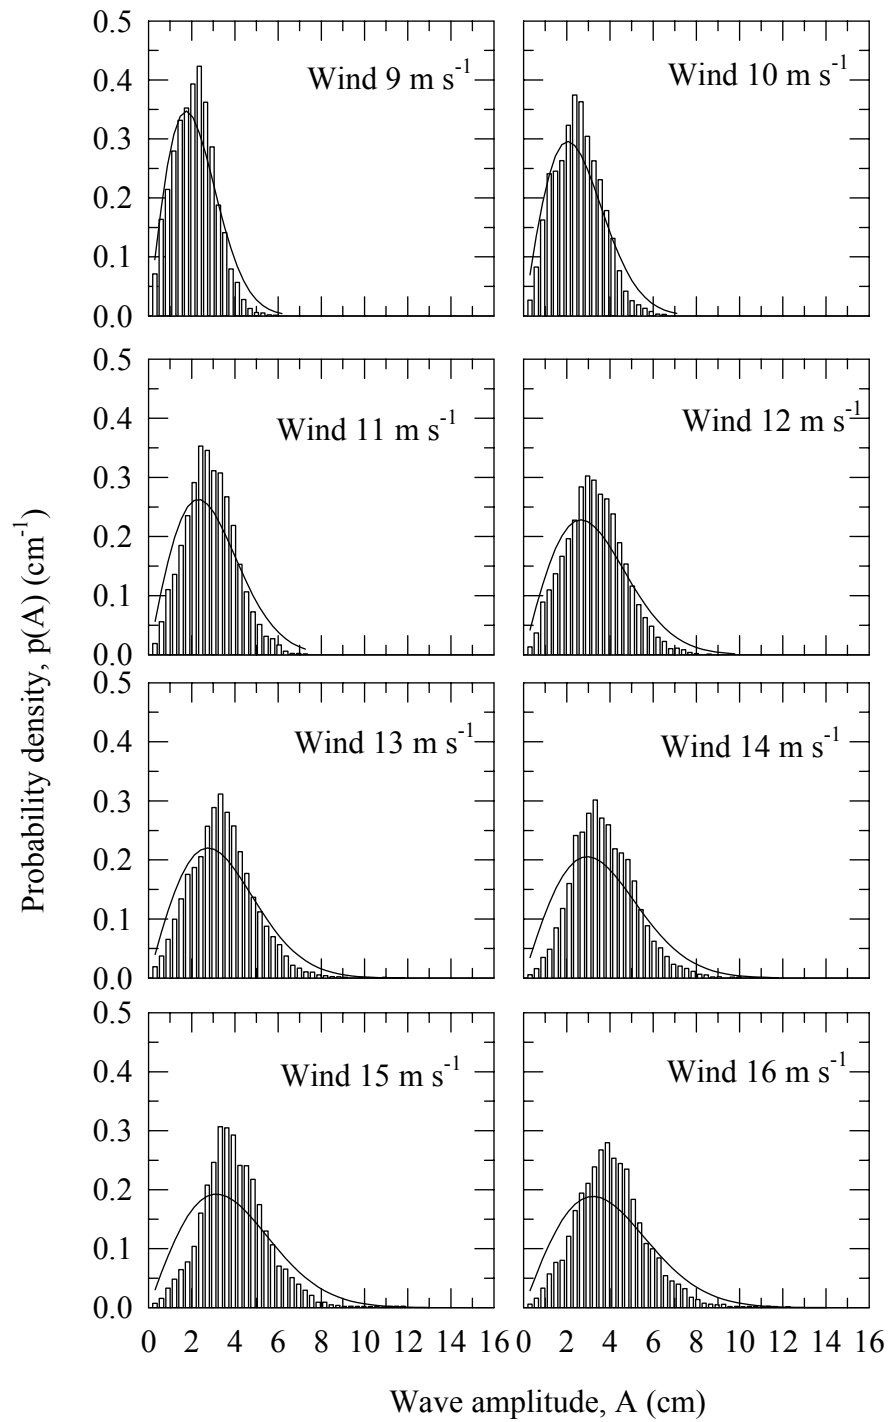 0.5
Wind 9 m s-1
Wind 10 m s-1
0.4
0.3
0.2
0.1
0.0
0.5
Wind 11 m s-1
Wind 12 m s-1
0.4
0.3
0.2
0.1
0.0
0.5
Wind 13 m s-1
Wind 14 m s-1
0.4
0.3
0.2
0.1
0.0
0.5
Wind 15 m s-1
Wind 16 m s-1
0.4
0.3
0.2
0.1
0.0
0 2 4 6 8 10 12 14 16 0 2 4 6 8 10 12 14 16
Probability density, p(A) (cm-1)
Wave amplitude, A (cm)